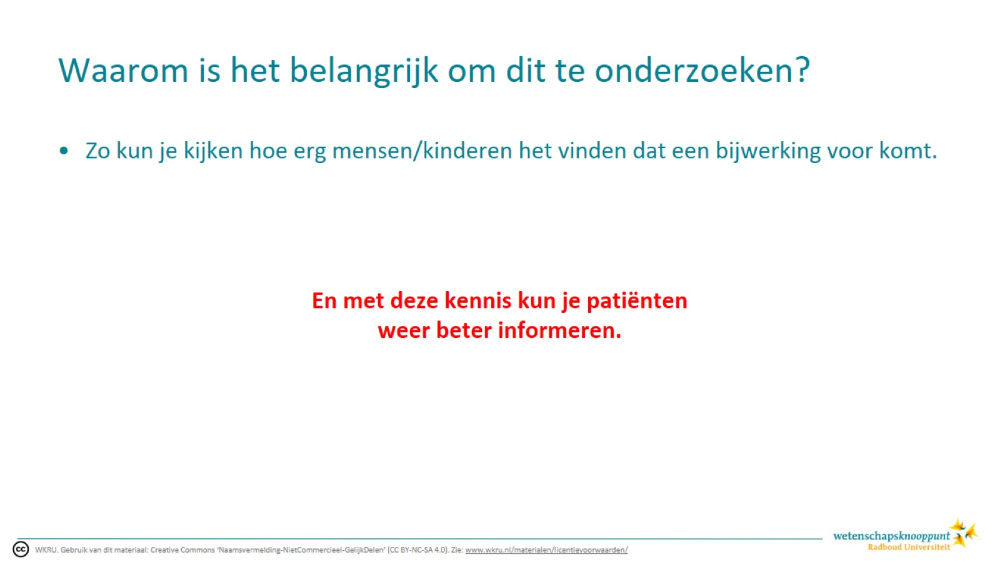 Waarom is het belangrijk om dit te onderzoeken?
• Zo kun je kijken hoe erg mensen/kinderen het vinden dat een bijwerking voor komt.
En met deze kennis kun je patiënten
weer beter informeren.
wetenschapsknooppunt
Radboud Universiteit
cc WKRU. Gebruik van dit materiaal: Creative Commons ‘Naamsvermelding-NietCommercieel-GelijkDelen’ (CC BY-NC-SA 4.0). Zie: www.wkru.nl/materialen/licentievoorwaarden/